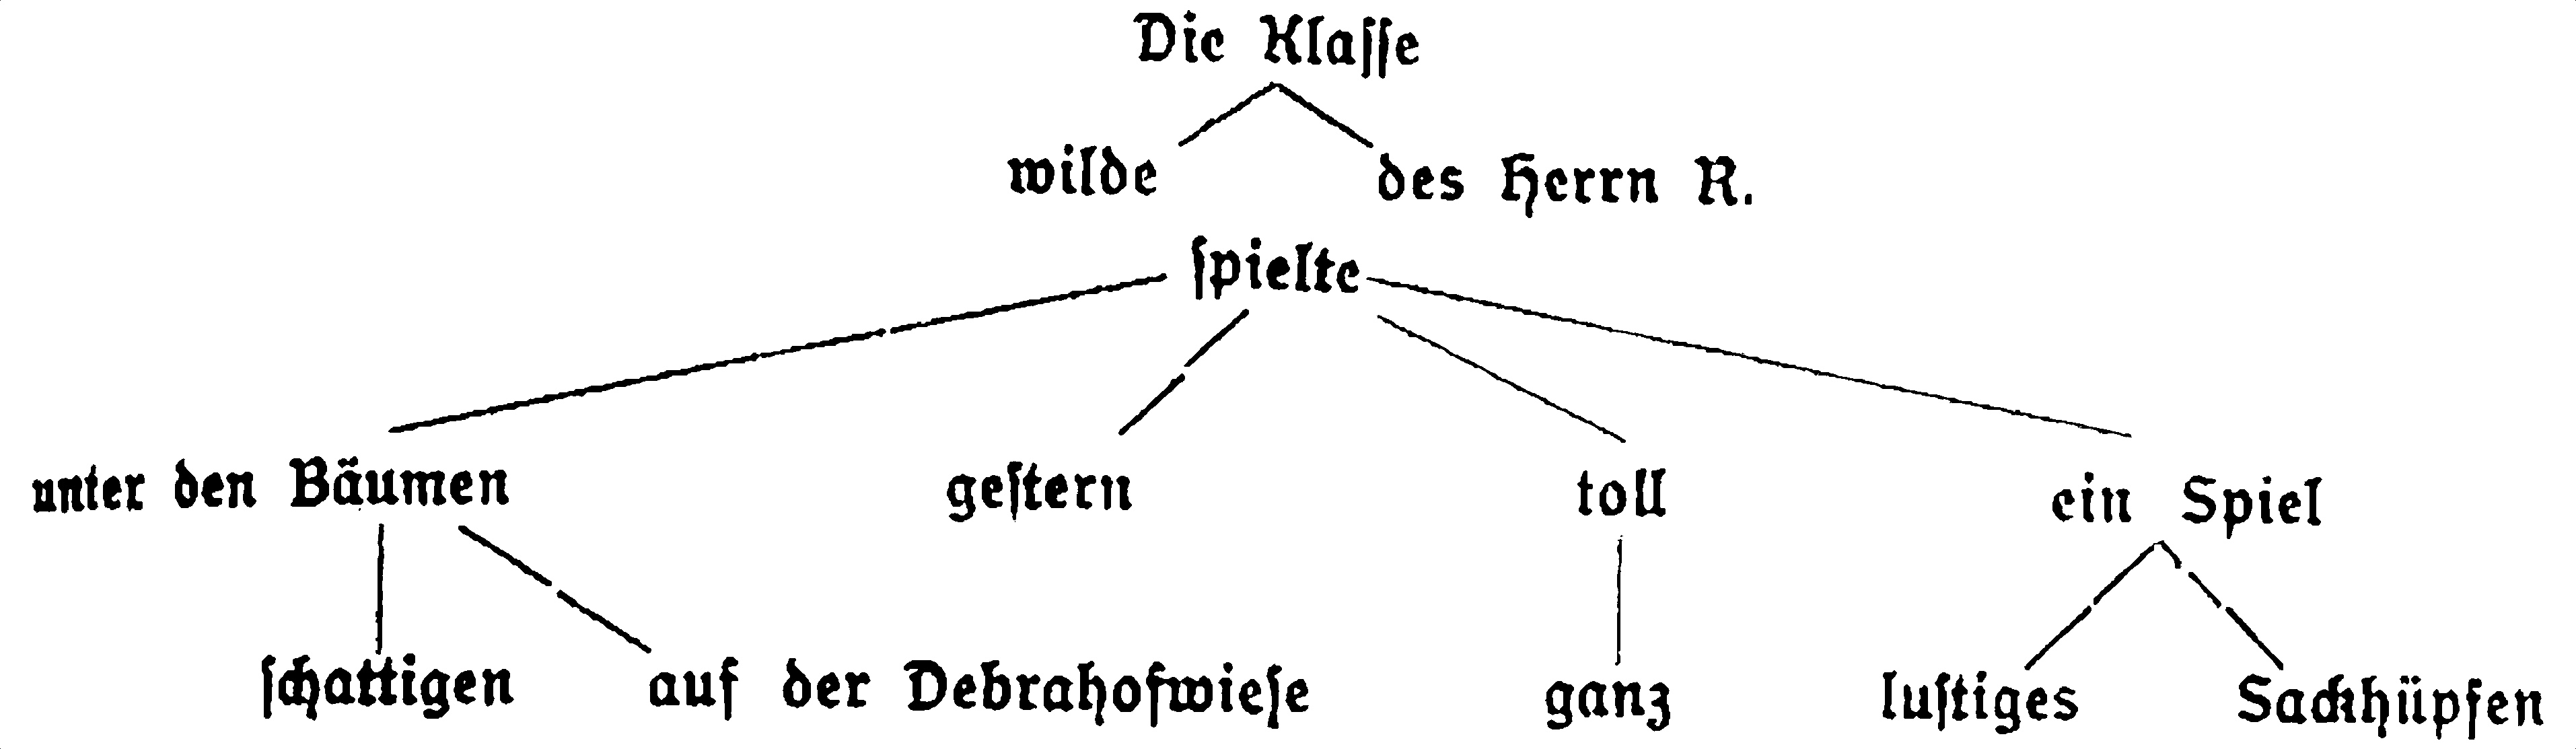 Die Klaſſe
wilde des Herrn R.
ſpielte
unter den Bäumen geſtern toll ein Spiel
ſchattigen auf der Debrahofwieſe ganz luſtiges Sackhüpfen